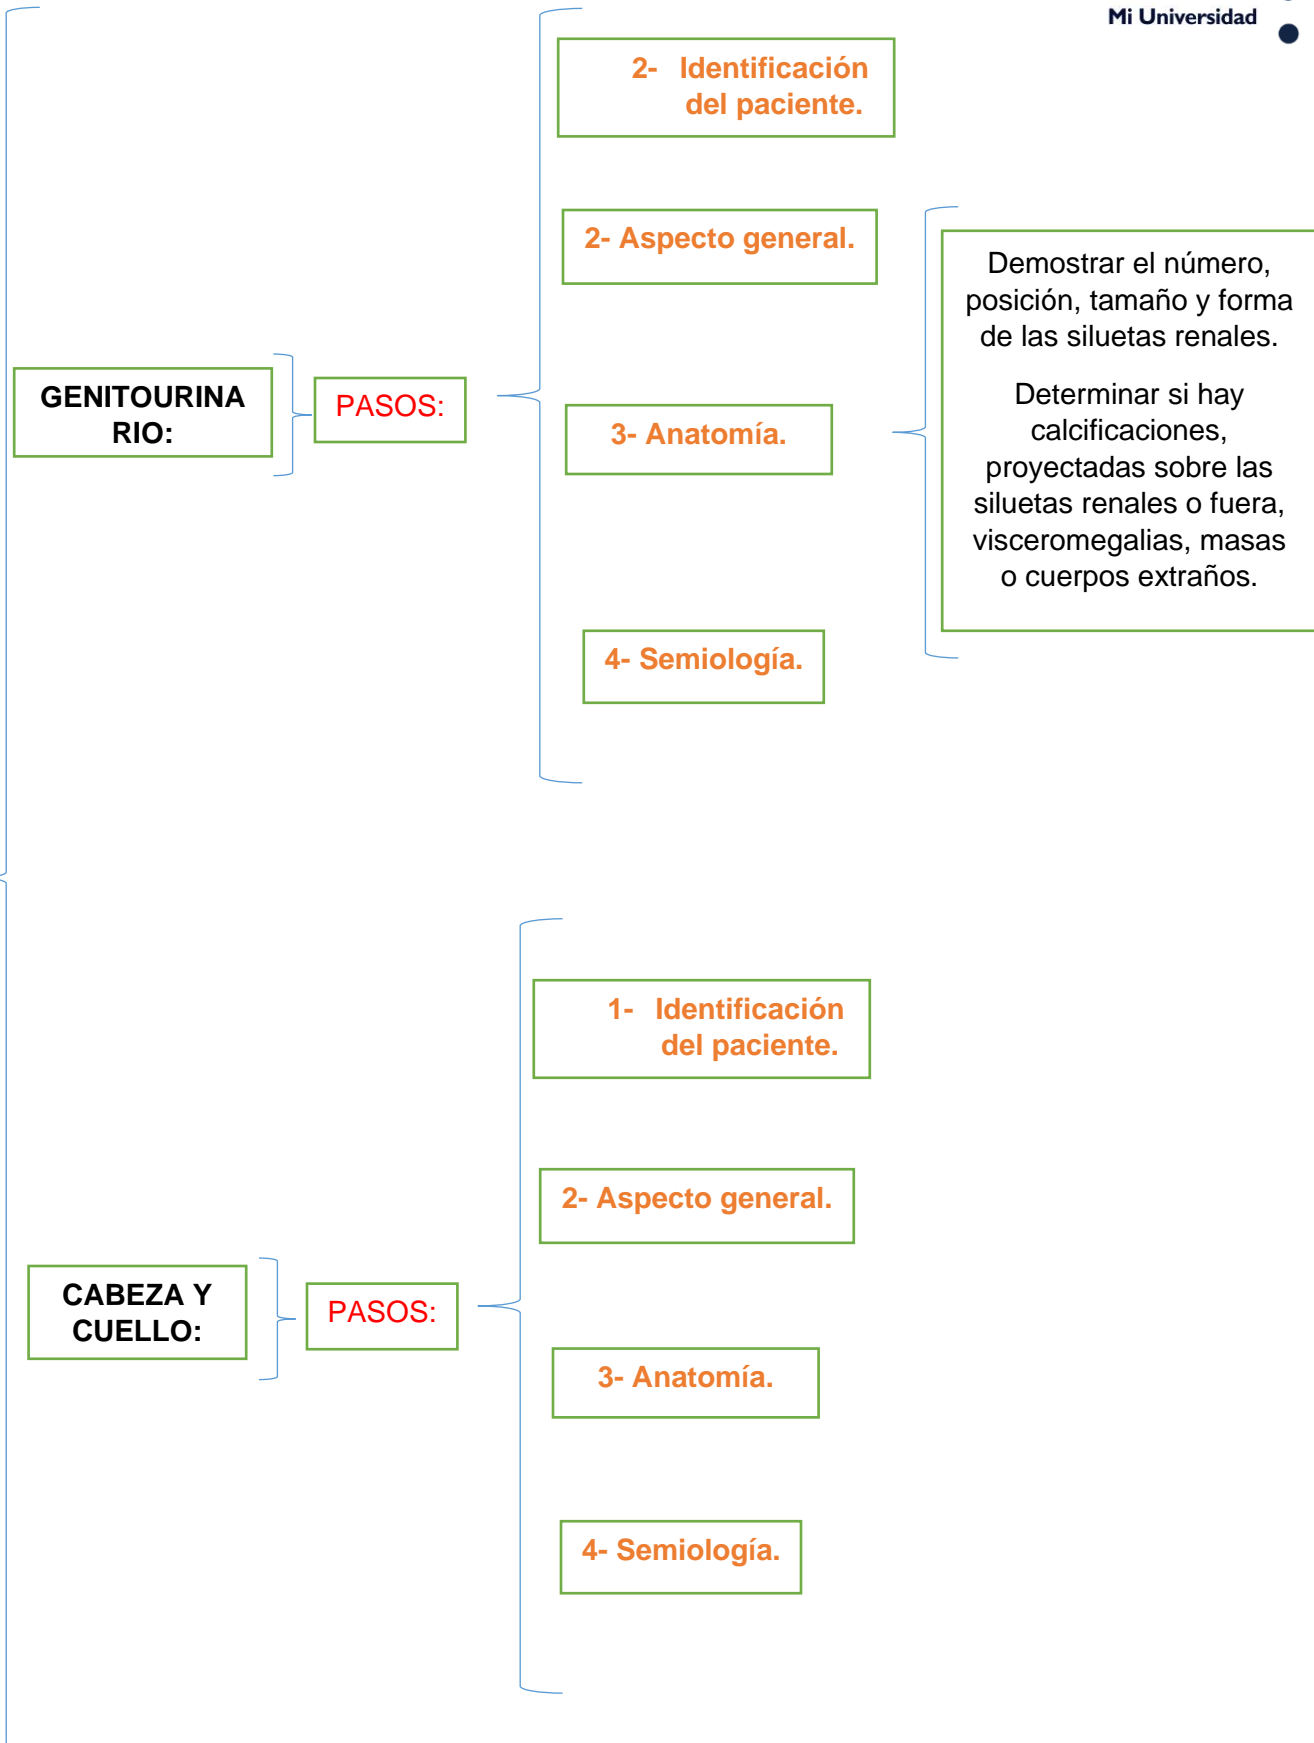 Mi Universidad
2- Identificación
del paciente.
2- Aspecto general.
Demostrar el número,
posición, tamaño y forma
de las siluetas renales.
Determinar si hay
calcificaciones,
proyectadas sobre las
siluetas renales o fuera,
visceromegalias, masas
o cuerpos extraños.
GENITOURINA
RIO:
PASOS:
3- Anatomía.
4- Semiología.
1- Identificación
del paciente.
2- Aspecto general.
CABEZA Y
CUELLO:
PASOS:
3- Anatomía.
4- Semiología.